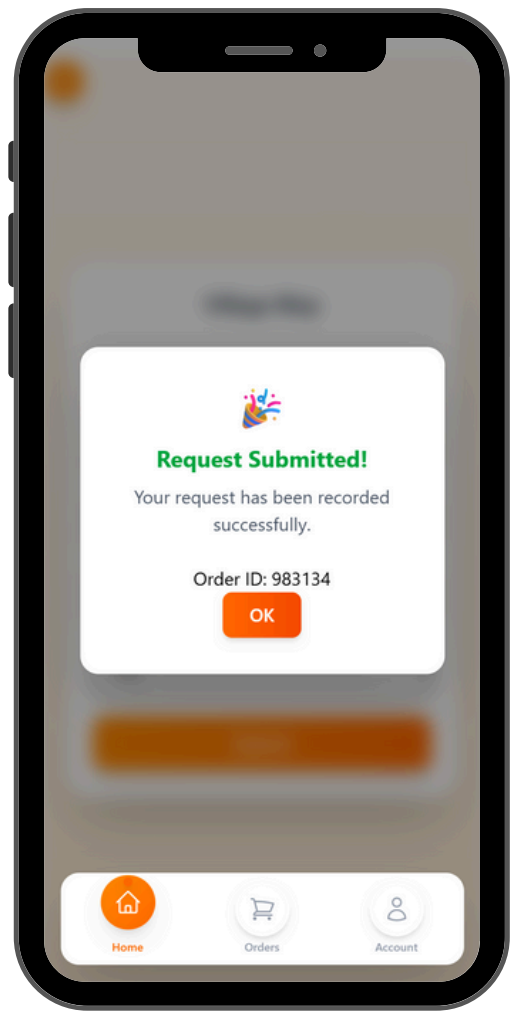 Request Submitted!
Your request has been recorded
successfully.
Order ID: 983134
OK
Home
Orders
Account